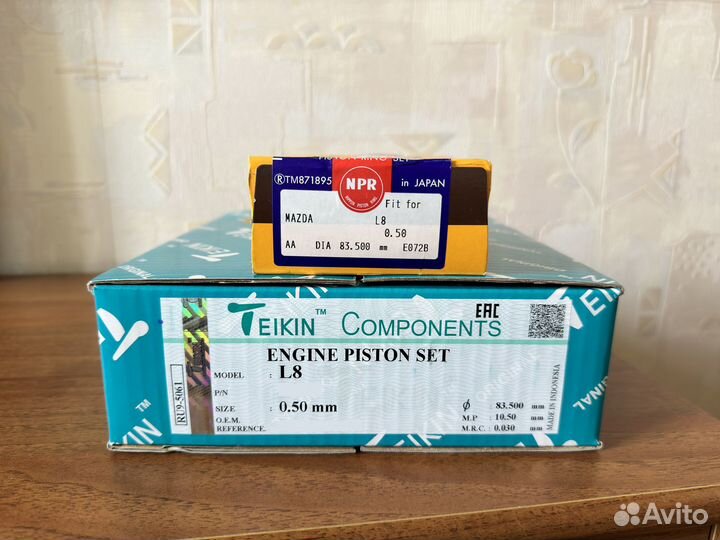 PISTON RING SET
®TM871895
NPR
in JAPAN
Fit for
MAZDA L8
0.50
AA DIA 83.500 mm E072B
TEIKIN™ COMPONENTS
EAC
ENGINE PISTON SET
MODEL : L8
P/N
SIZE : 0.50 mm
O.E.M.
REFERENCE.
ϕ : 83.500 mm
M.P : 10.50 mm
M.R.C : 0.030 mm
RU9-5061
MADE IN INDONESIA
Avito